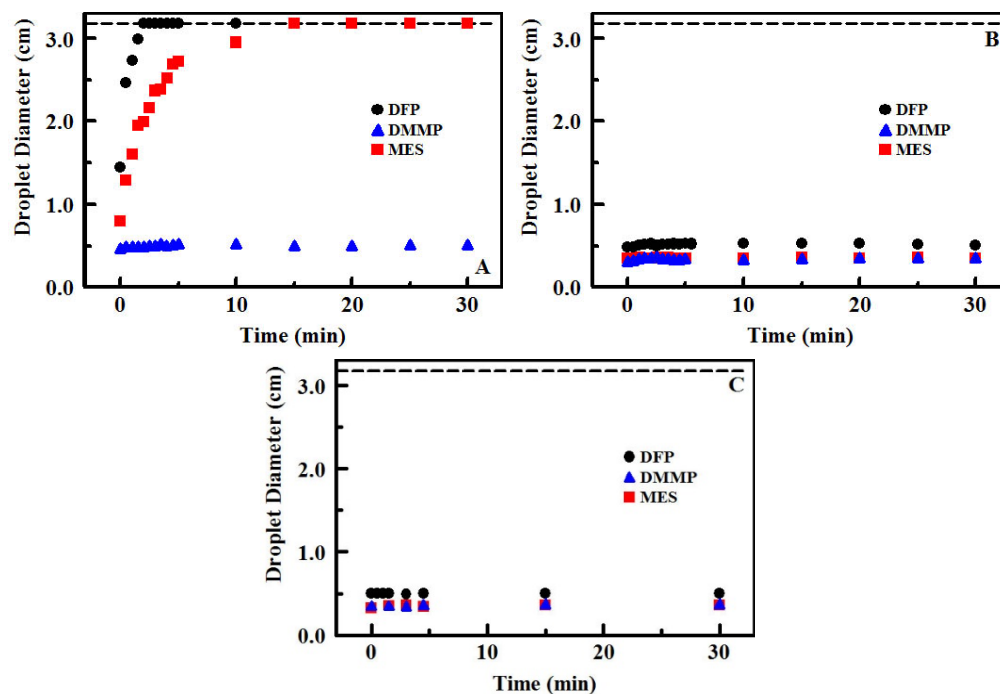 Droplet Diameter (cm)
3.0
2.0
1.0
0.0
DFP
DMMP
MES
A
0 10 20 30
Time (min)
Droplet Diameter (cm)
3.0
2.0
1.0
0.0
B
DFP
DMMP
MES
0 10 20 30
Time (min)
Droplet Diameter (cm)
3.0
2.0
1.0
0.0
C
DFP
DMMP
MES
0 10 20 30
Time (min)